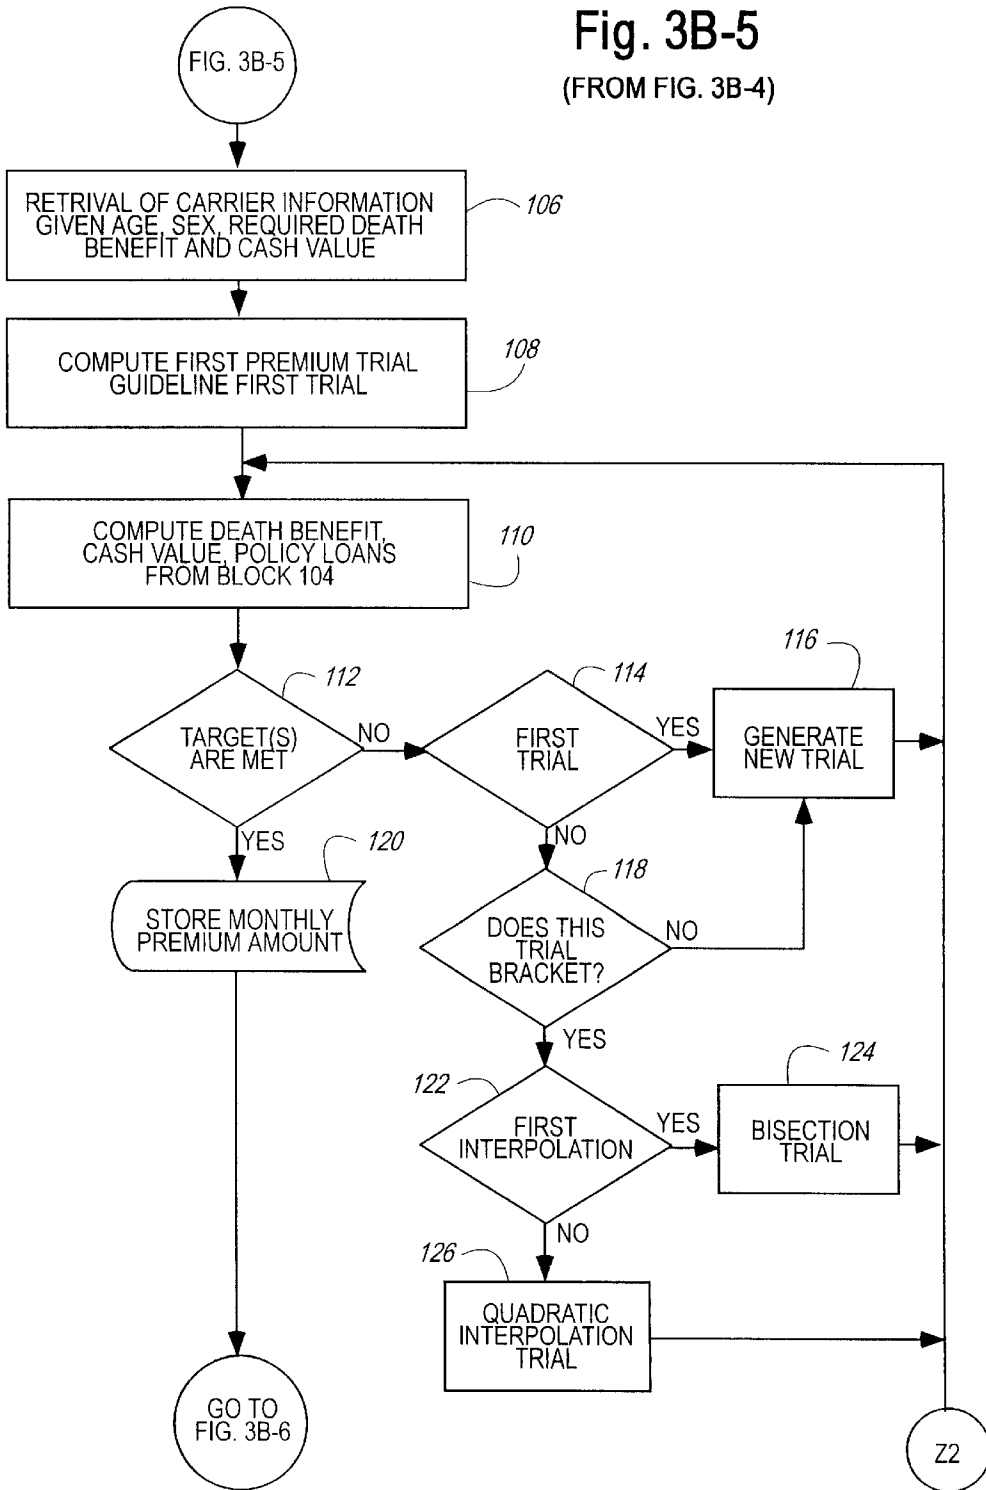 Fig. 3B-5
(FROM FIG. 3B-4)
FIG. 3B-5
RETRIVAL OF CARRIER INFORMATION
GIVEN AGE, SEX, REQUIRED DEATH
BENEFIT AND CASH VALUE
106
COMPUTE FIRST PREMIUM TRIAL
GUIDELINE FIRST TRIAL
108
COMPUTE DEATH BENEFIT,
CASH VALUE, POLICY LOANS
FROM BLOCK 104
110
TARGET(S)
ARE MET
112
NO
YES
FIRST
TRIAL
114
YES
NO
GENERATE
NEW TRIAL
116
STORE MONTHLY
PREMIUM AMOUNT
120
DOES THIS
TRIAL
BRACKET?
118
NO
YES
FIRST
INTERPOLATION
122
YES
NO
BISECTION
TRIAL
124
QUADRATIC
INTERPOLATION
TRIAL
126
GO TO
FIG. 3B-6
Z2